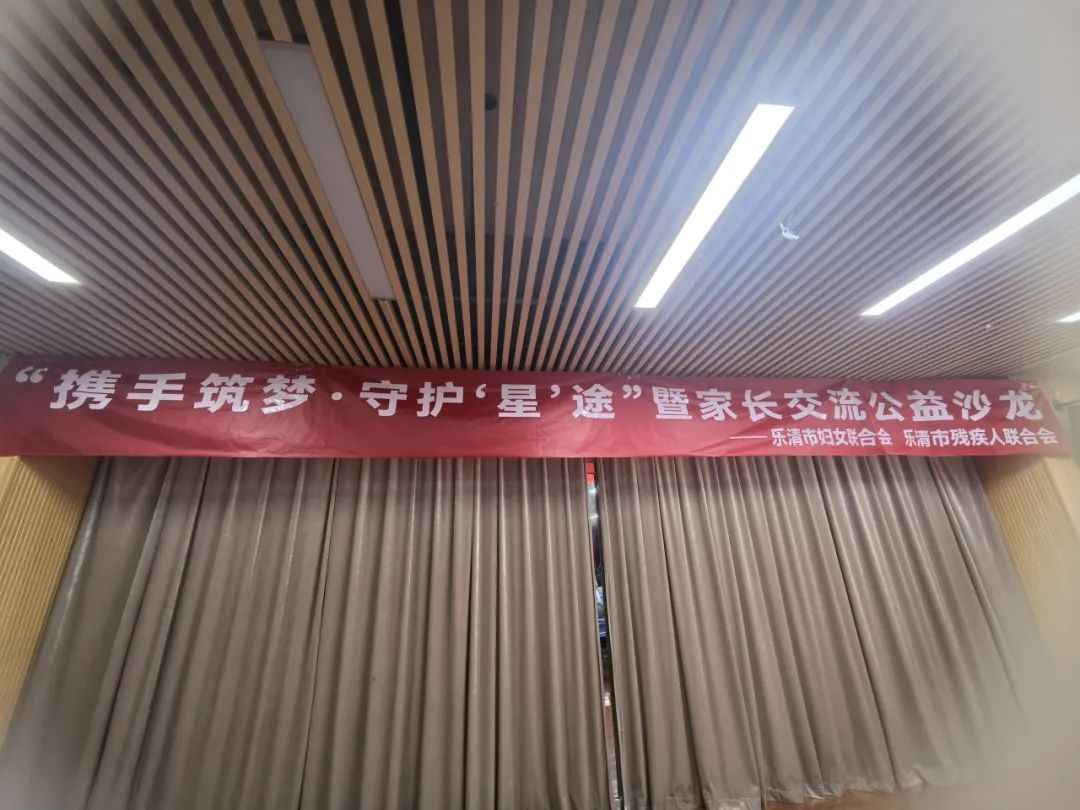 “携手筑梦·守护‘星’途”暨家长交流公益沙龙
——乐清市妇女联合会 乐清市残疾人联合会